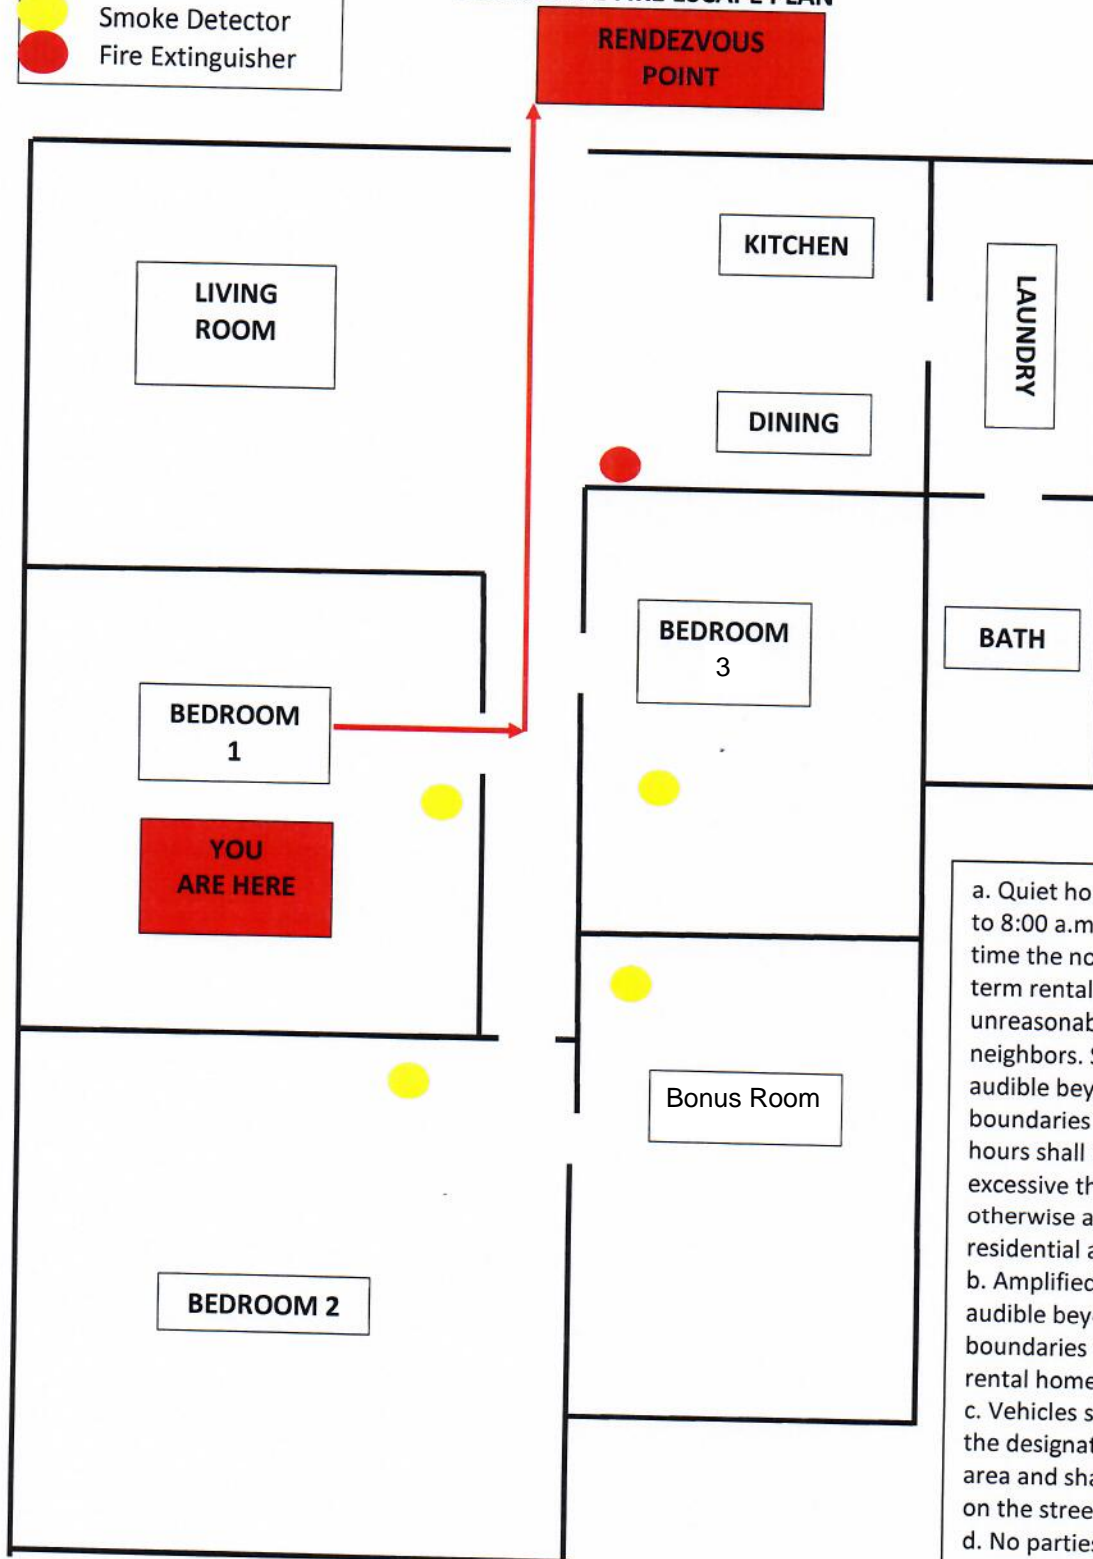 ESCAPE PLAN
Smoke Detector
Fire Extinguisher
RENDEZVOUS
POINT
KITCHEN
LIVING
ROOM
LAUNDRY
DINING
BEDROOM
3
BATH
BEDROOM
1
YOU
ARE HERE
Bonus Room
BEDROOM 2
a. Quiet ho
to 8:00 a.m
time the no
term rental
unreasonab
neighbors. S
audible bey
boundaries
hours shall
excessive th
otherwise a
residential a
b. Amplified
audible bey
boundaries
rental home
c. Vehicles s
the designat
area and sha
on the stree
d. No parties